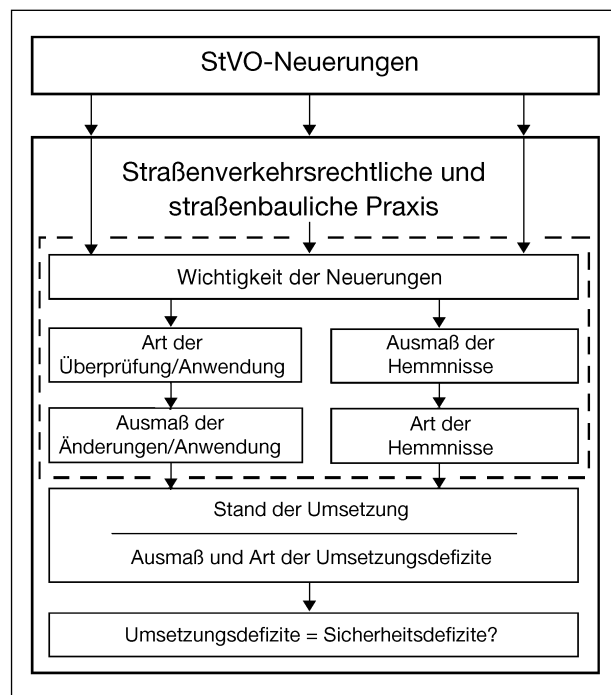 StVO-Neuerungen
Straßenverkehrsrechtliche und
straßenbauliche Praxis
Wichtigkeit der Neuerungen
Art der
Überprüfung/Anwendung
Ausmaß der
Hemmnisse
Ausmaß der
Änderungen/Anwendung
Art der
Hemmnisse
Stand der Umsetzung
Ausmaß und Art der Umsetzungsdefizite
Umsetzungsdefizite = Sicherheitsdefizite?